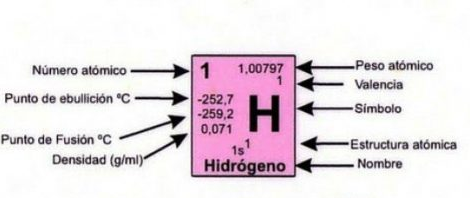 Número atómico
Punto de ebullición ºC
Punto de Fusión ºC
Densidad (g/ml)
1
1,00797
1
-252,7
-259,2
0,071
H
1s1
Hidrógeno
Peso atómico
Valencia
Símbolo
Estructura atómica
Nombre